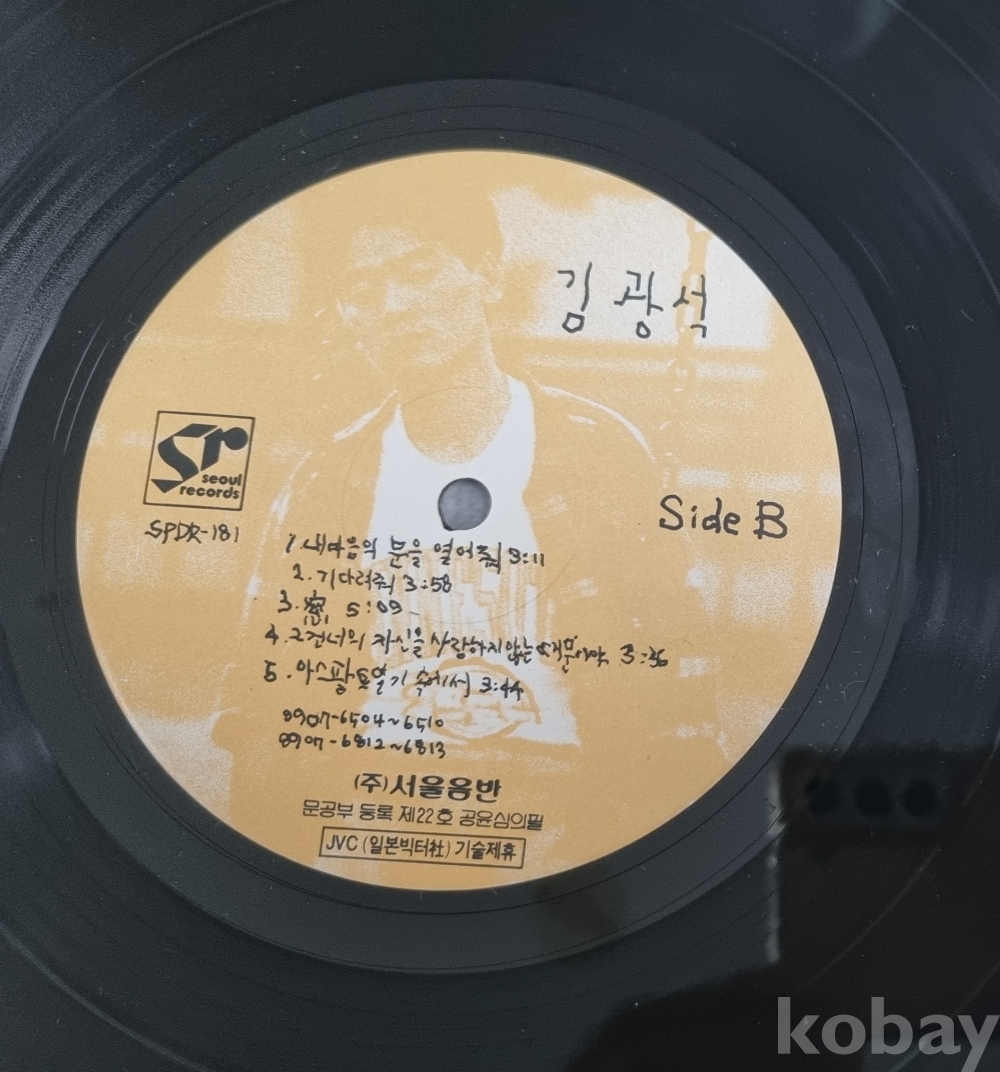 김 광 석
Sr
seoul
records
SPDR-181
Side B
1. 내마음의 문을 열어줘 3:11
2. 기다려줘 3:58
3. 窓 5:09
4. 그건너의 자신을 사랑하지않는때문이야 3:36
5. 아스팔트열기 속에서 3:44
8907-6504~6510
8907-6812~6813
(주)서울음반
문공부 등록 제22호 공윤심의필
JVC (일본빅터社) 기술제휴
kobay